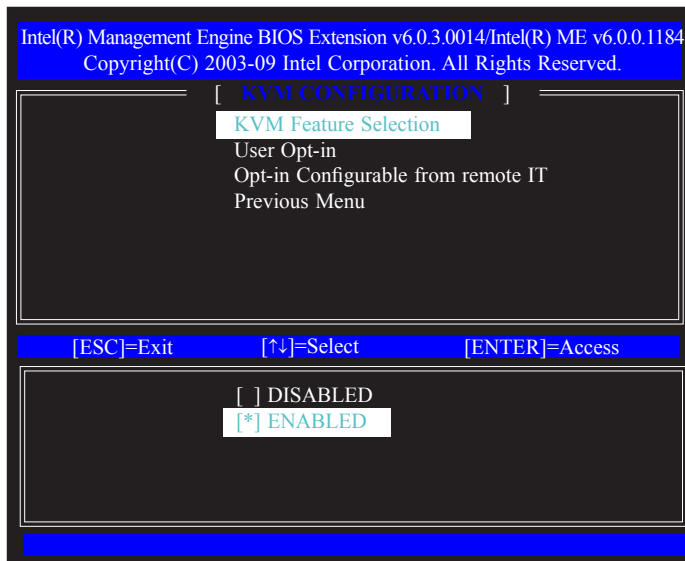 Intel(R) Management Engine BIOS Extension v6.0.3.0014/Intel(R) ME v6.0.0.1184
Copyright(C) 2003-09 Intel Corporation. All Rights Reserved.
[ KVM CONFIGURATION ]
KVM Feature Selection
User Opt-in
Opt-in Configurable from remote IT
Previous Menu
[ESC]=Exit [↑↓]=Select [ENTER]=Access
[ ] DISABLED
[*] ENABLED